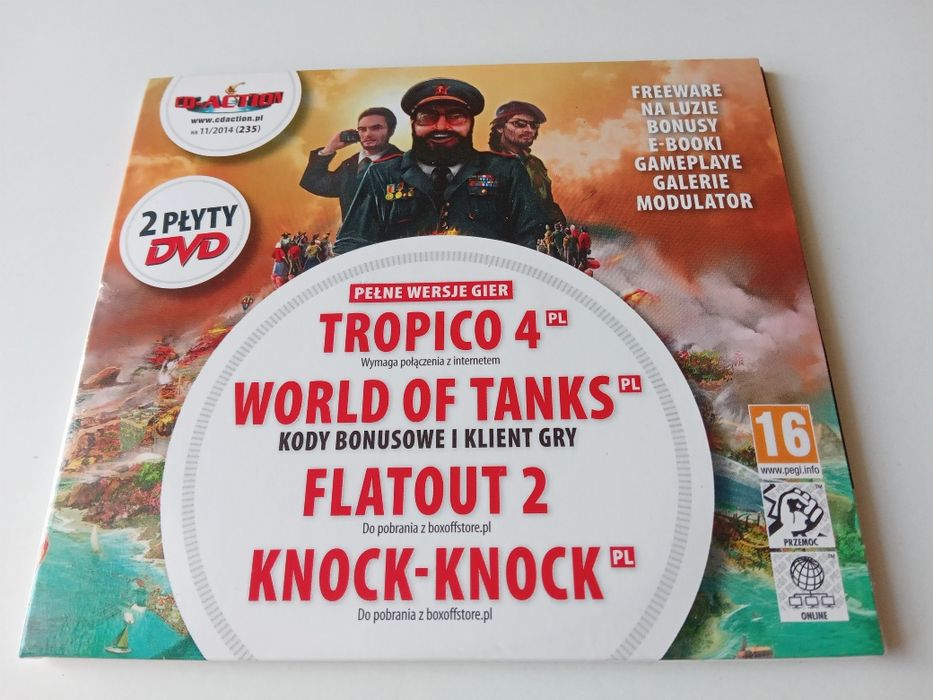 CD-ACTION
www.cdaction.pl
NR 11/2014 (235)
2 PŁYTY
DVD
FREEWARE
NA LUZIE
BONUSY
E-BOOKI
GAMEPLAYE
GALERIE
MODULATOR
PEŁNE WERSJE GIER
TROPICO 4 PL
Wymaga połączenia z internetem
WORLD OF TANKS PL
KODY BONUSOWE I KLIENT GRY
FLATOUT 2
Do pobrania z boxoffstore.pl
KNOCK-KNOCK PL
Do pobrania z boxoffstore.pl
16
www.pegi.info
PRZEMOC
ONLINE